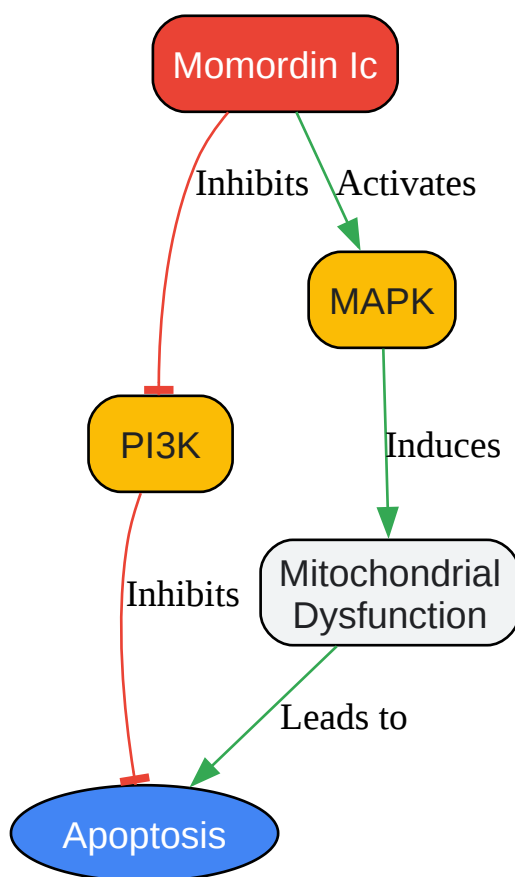 Momordin Ic
Inhibits
Activates
MAPK
PI3K
Induces
Mitochondrial
Dysfunction
Inhibits
Leads to
Apoptosis